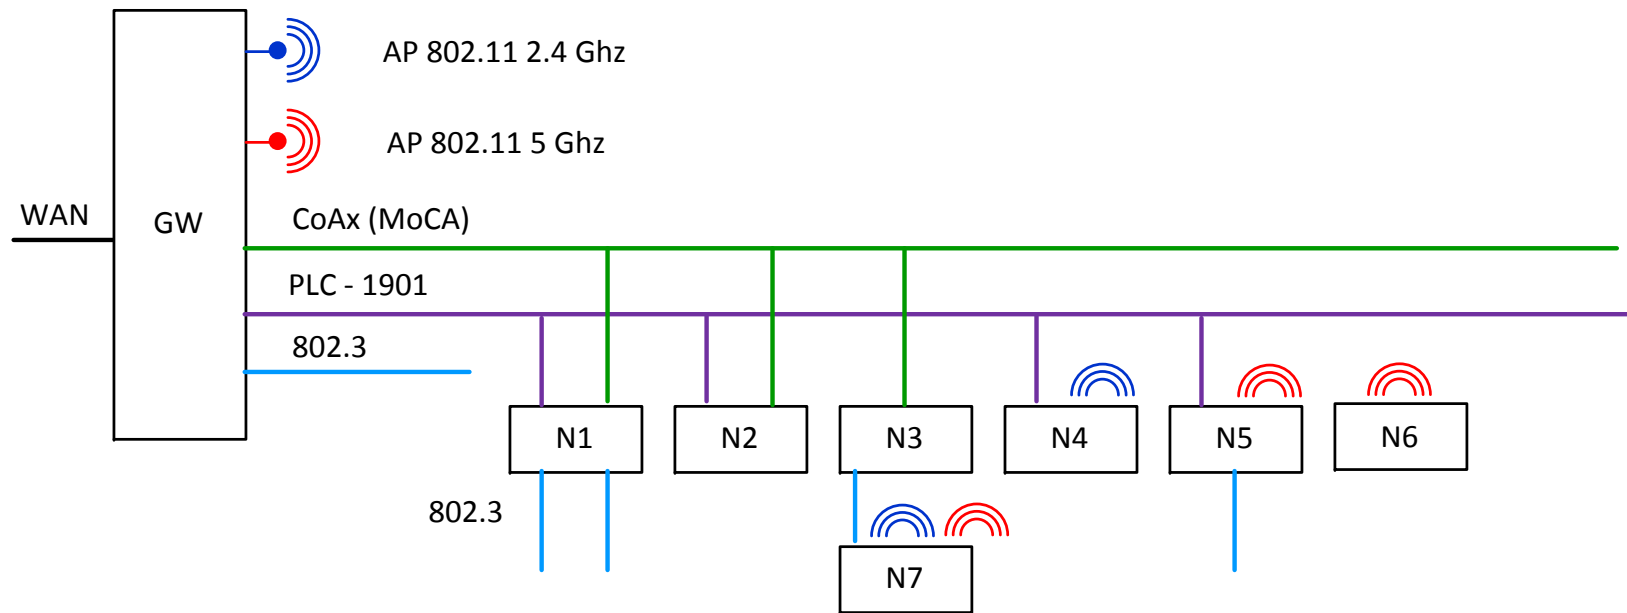 AP 802.11 2.4 Ghz
AP 802.11 5 Ghz
WAN
GW
CoAx (MoCA)
PLC - 1901
802.3
N1
N2
N3
N4
N5
N6
802.3
N7